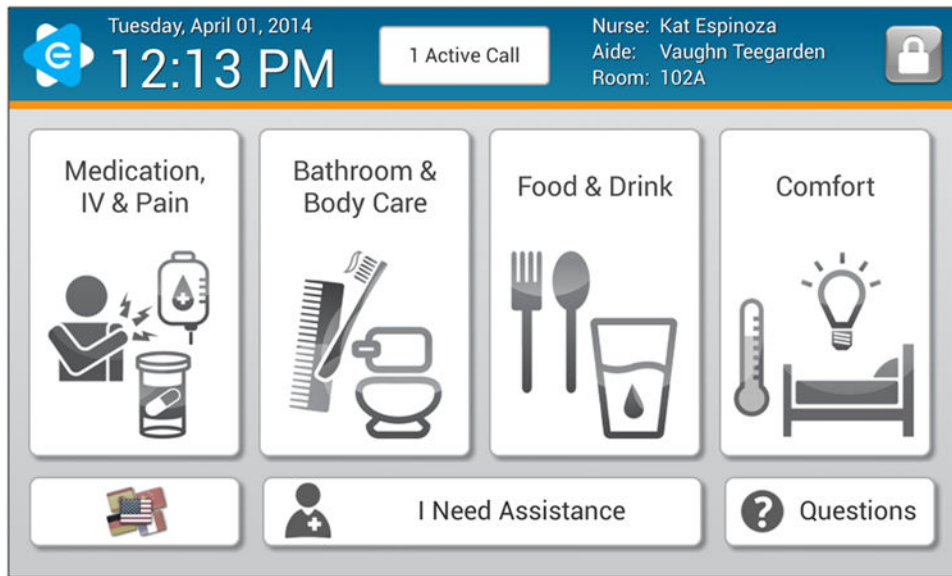 Tuesday, April 01, 2014
12:13 PM
1 Active Call
Nurse: Kat Espinoza
Aide: Vaughn Teegarden
Room: 102A
Medication,
IV & Pain
Bathroom &
Body Care
Food & Drink
Comfort
I Need Assistance
? Questions